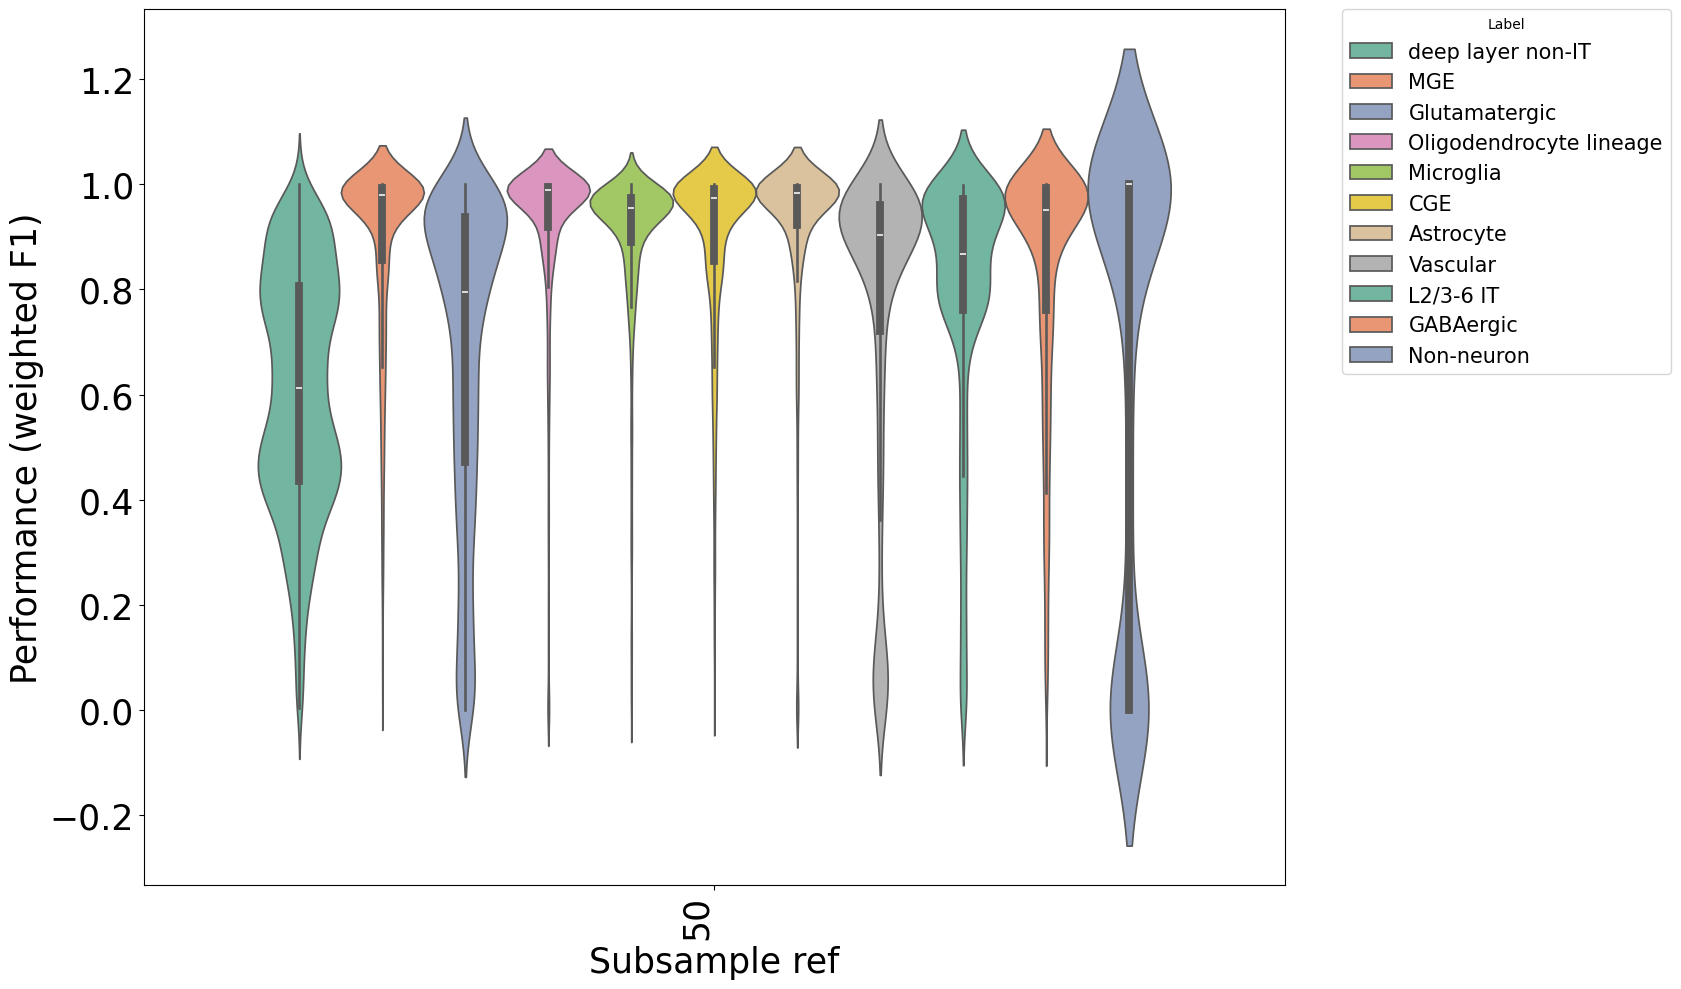 Performance (weighted F1)
1.2
1.0
0.8
0.6
0.4
0.2
0.0
−0.2
50
Subsample ref
Label
deep layer non-IT
MGE
Glutamatergic
Oligodendrocyte lineage
Microglia
CGE
Astrocyte
Vascular
L2/3-6 IT
GABAergic
Non-neuron